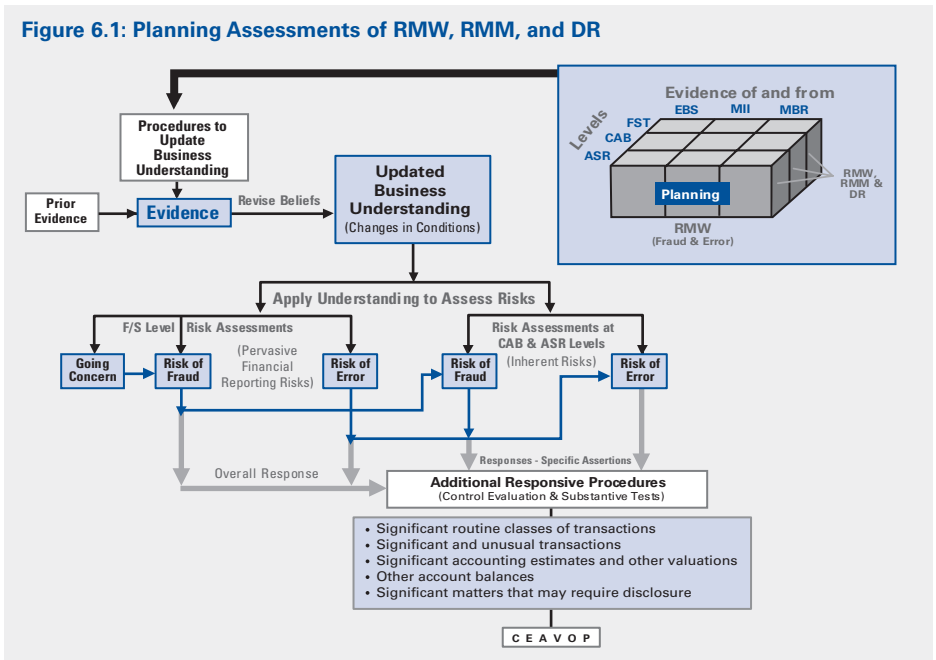 Figure 6.1: Planning Assessments of RMW, RMM, and DR
Procedures to
Update
Business
Understanding
Prior
Evidence
Evidence
Revise Beliefs
Updated
Business
Understanding
(Changes in Conditions)
Evidence of and from
EBS MII MBR
Levels
FST
CAB
ASR
Planning
RMW,
RMM &
DR
RMW
(Fraud & Error)
Apply Understanding to Assess Risks
F/S Level Risk Assessments
Risk Assessments at
CAB & ASR Levels
(Inherent Risks)
Going
Concern
Risk of
Fraud
(Pervasive
Financial
Reporting Risks)
Risk of
Error
Risk of
Fraud
Risk of
Error
Overall Response
Responses - Specific Assertions
Additional Responsive Procedures
(Control Evaluation & Substantive Tests)
• Significant routine classes of transactions
• Significant and unusual transactions
• Significant accounting estimates and other valuations
• Other account balances
• Significant matters that may require disclosure
C E A V O P